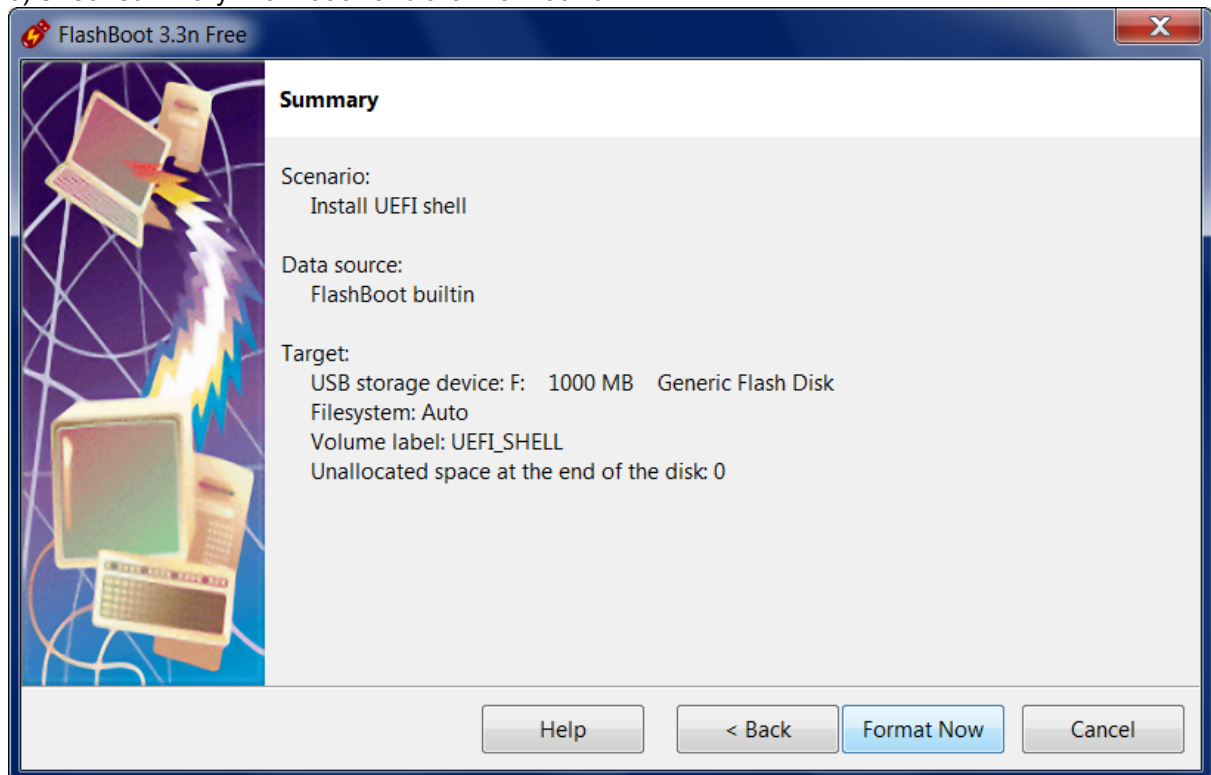 FlashBoot 3.3n Free
Summary
Scenario:
Install UEFI shell
Data source:
FlashBoot builtin
Target:
USB storage device: F: 1000 MB Generic Flash Disk
Filesystem: Auto
Volume label: UEFI_SHELL
Unallocated space at the end of the disk: 0
Help
< Back
Format Now
Cancel